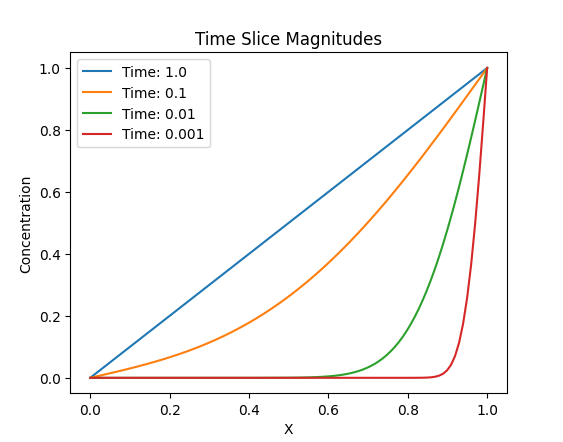 Time Slice Magnitudes
Time: 1.0
Time: 0.1
Time: 0.01
Time: 0.001
Concentration
1.0
0.8
0.6
0.4
0.2
0.0
0.0 0.2 0.4 0.6 0.8 1.0
X